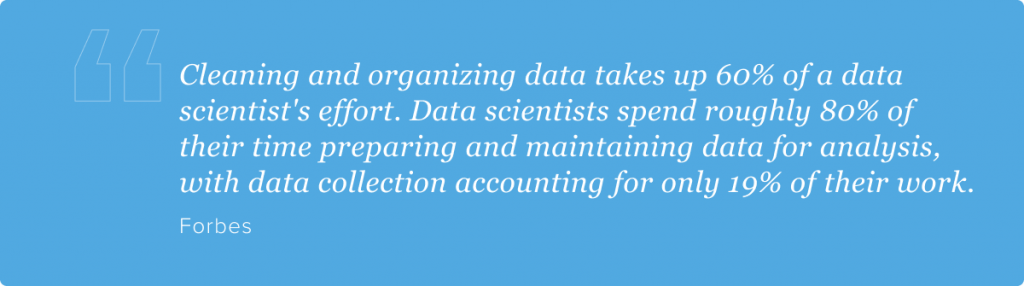 Cleaning and organizing data takes up 60% of a data
scientist's effort. Data scientists spend roughly 80% of
their time preparing and maintaining data for analysis,
with data collection accounting for only 19% of their work.
Forbes